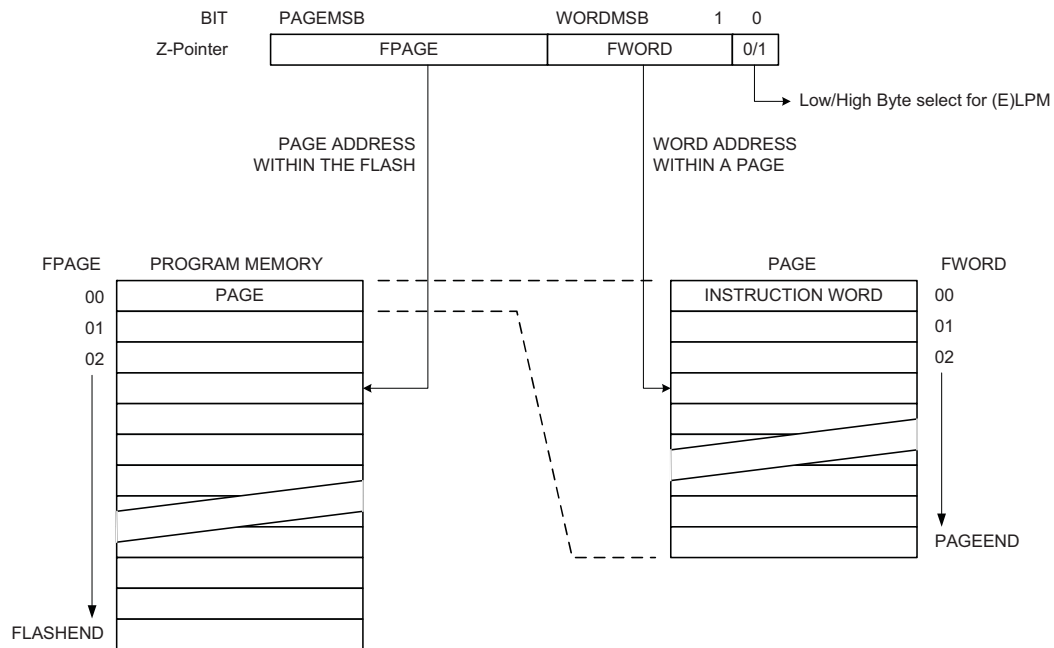 BIT PAGEMSB WORDMSB 1 0
Z-Pointer FPAGE FWORD 0/1
Low/High Byte select for (E)LPM
PAGE ADDRESS
WITHIN THE FLASH
WORD ADDRESS
WITHIN A PAGE
FPAGE PROGRAM MEMORY
00 PAGE
01
02
FLASHEND
PAGE FWORD
INSTRUCTION WORD 00
01
02
PAGEEND